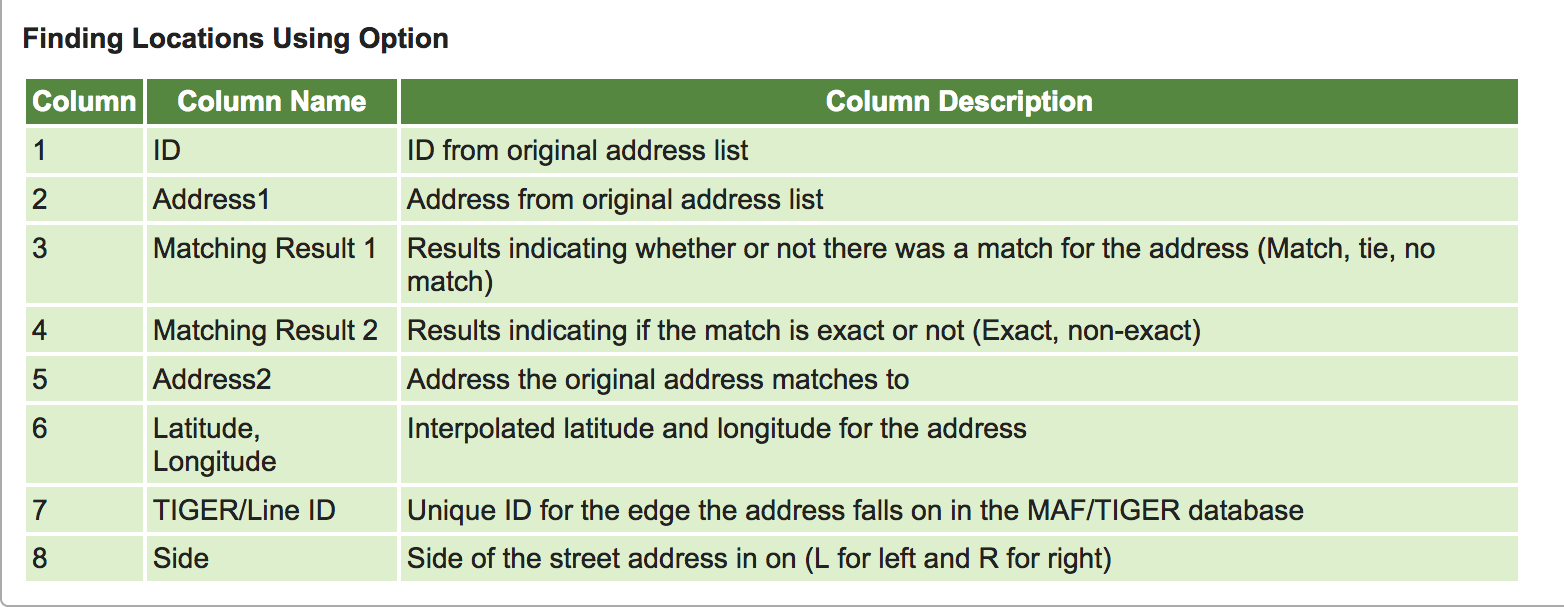 Finding Locations Using Option
Column Column Name Column Description
1 ID ID from original address list
2 Address1 Address from original address list
3 Matching Result 1 Results indicating whether or not there was a match for the address (Match, tie, no
match)
4 Matching Result 2 Results indicating if the match is exact or not (Exact, non-exact)
5 Address2 Address the original address matches to
6 Latitude, Interpolated latitude and longitude for the address
Longitude
7 TIGER/Line ID Unique ID for the edge the address falls on in the MAF/TIGER database
8 Side Side of the street address in on (L for left and R for right)